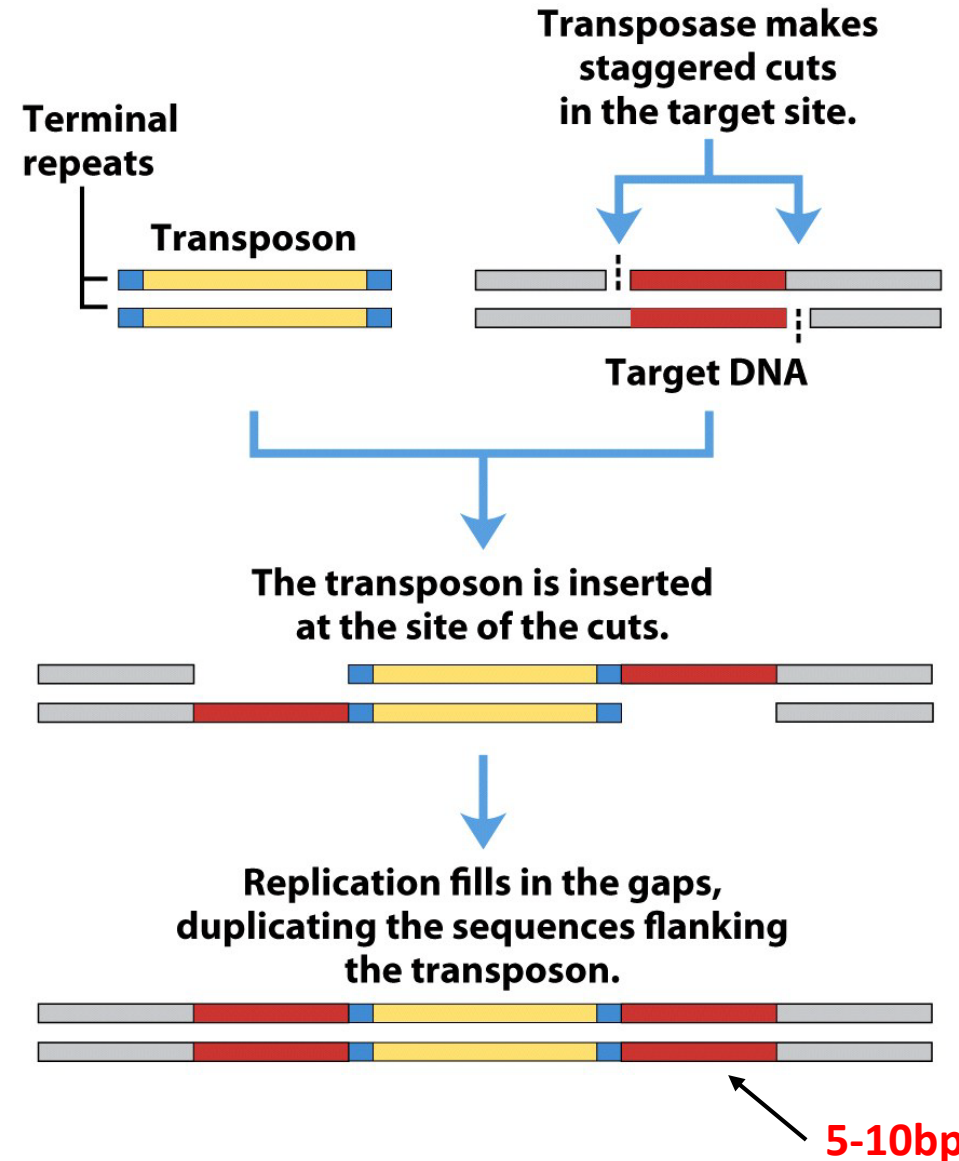 Transposase makes
staggered cuts
in the target site.
Terminal
repeats
Transposon
Target DNA
The transposon is inserted
at the site of the cuts.
Replication fills in the gaps,
duplicating the sequences flanking
the transposon.
5-10bp